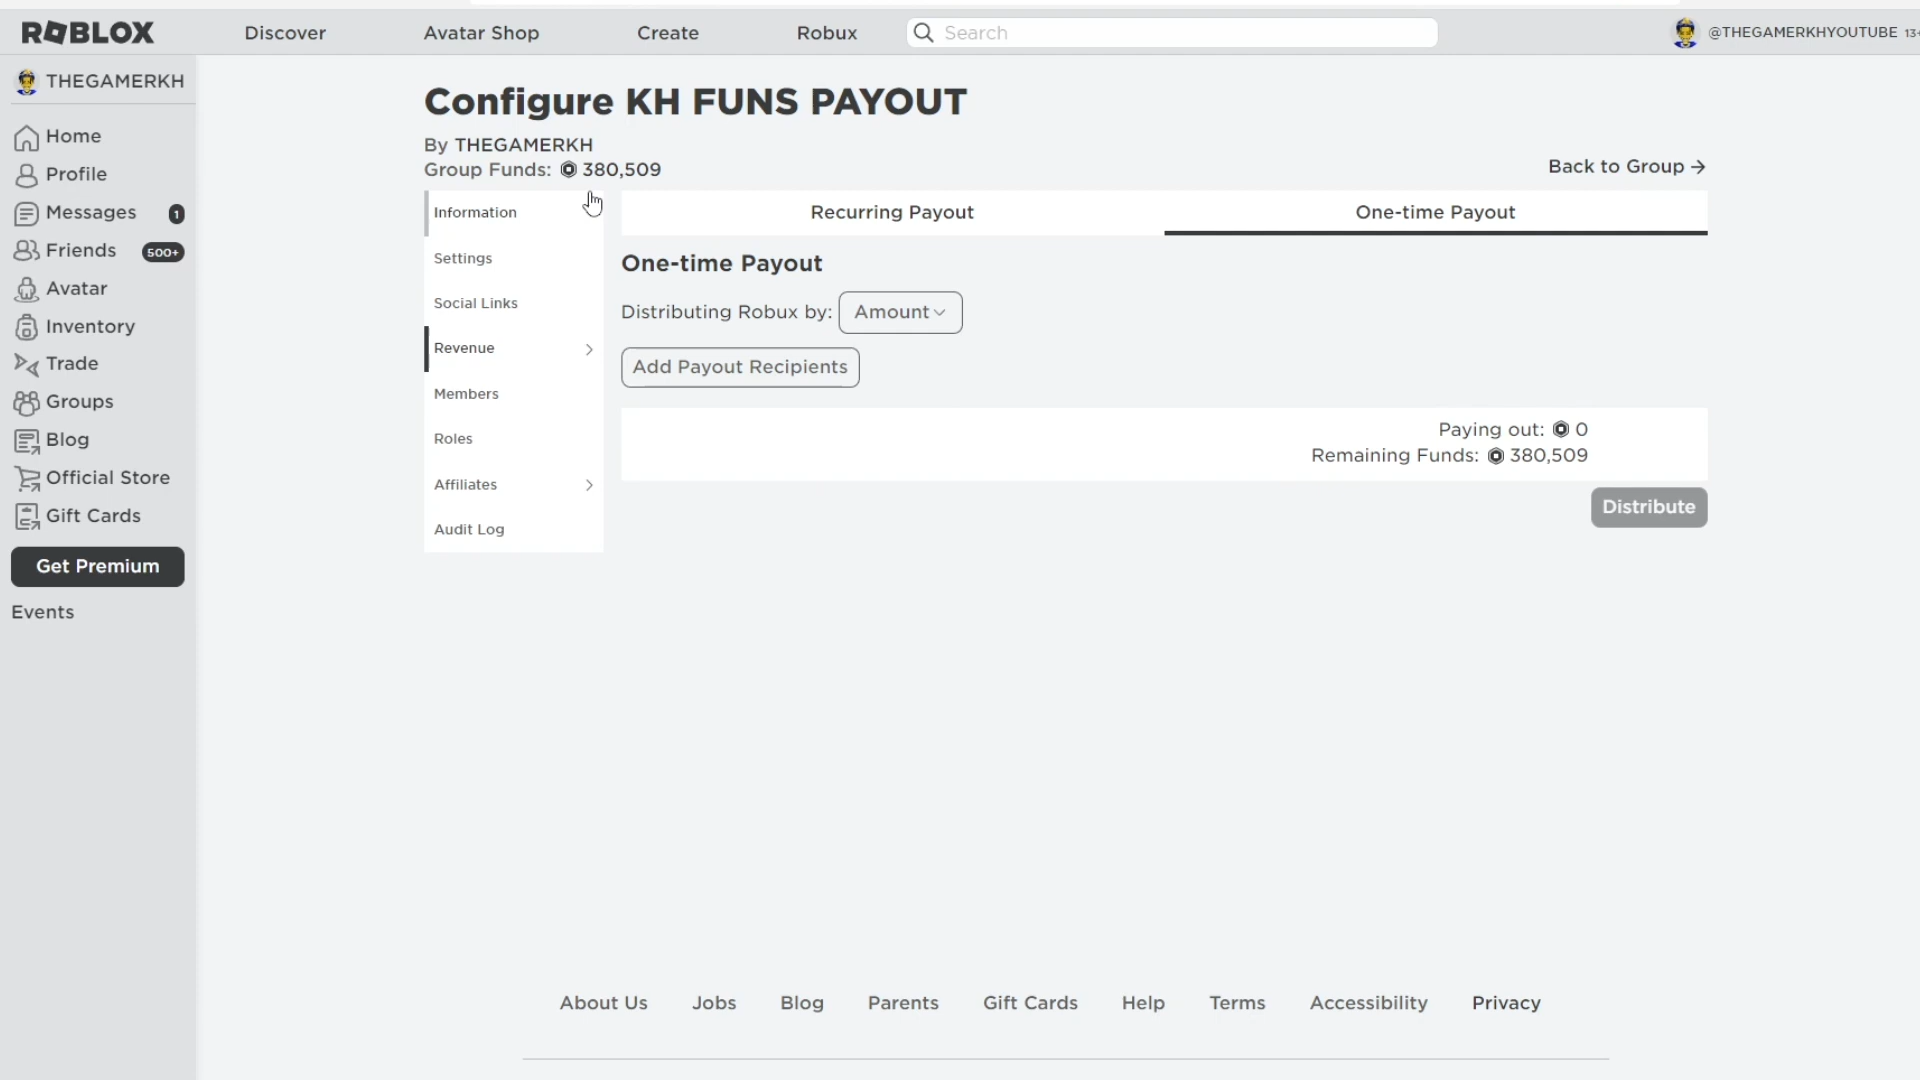 ROBLOX
Discover
Avatar Shop
Create
Robux
Search
@THEGAMERKHYOUTUBE 13+
THEGAMERKH
Home
Profile
Messages 1
Friends 500+
Avatar
Inventory
Trade
Groups
Blog
Official Store
Gift Cards
Get Premium
Events
Configure KH FUNS PAYOUT
By THEGAMERKH
Group Funds: 380,509
Back to Group →
Information
Settings
Social Links
Revenue
Members
Roles
Affiliates
Audit Log
Recurring Payout
One-time Payout
One-time Payout
Distributing Robux by: Amount
Add Payout Recipients
Paying out: 0
Remaining Funds: 380,509
Distribute
About Us
Jobs
Blog
Parents
Gift Cards
Help
Terms
Accessibility
Privacy